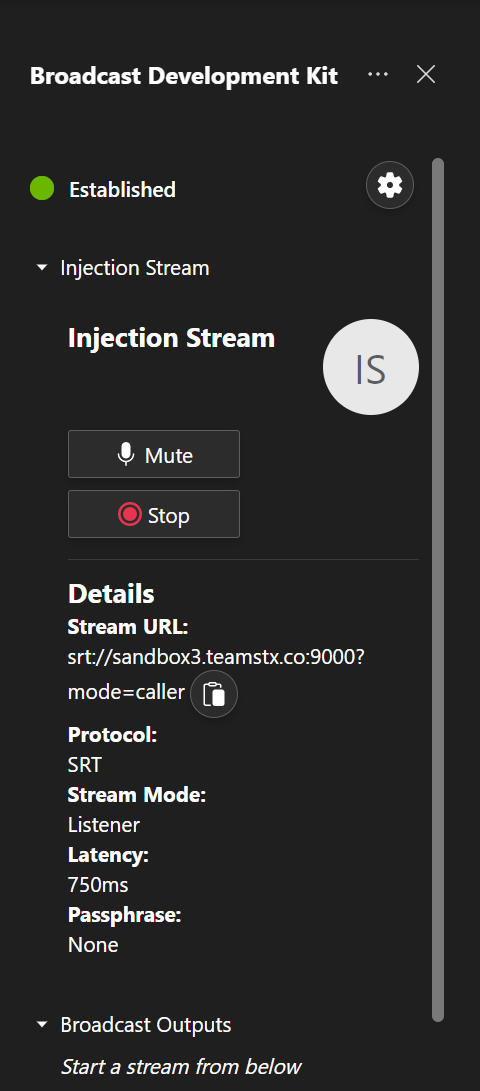 Broadcast Development Kit
Established
Injection Stream
Injection Stream
IS
Mute
Stop
Details
Stream URL:
srt://sandbox3.teamstx.co:9000?
mode=caller
Protocol:
SRT
Stream Mode:
Listener
Latency:
750ms
Passphrase:
None
Broadcast Outputs
Start a stream from below